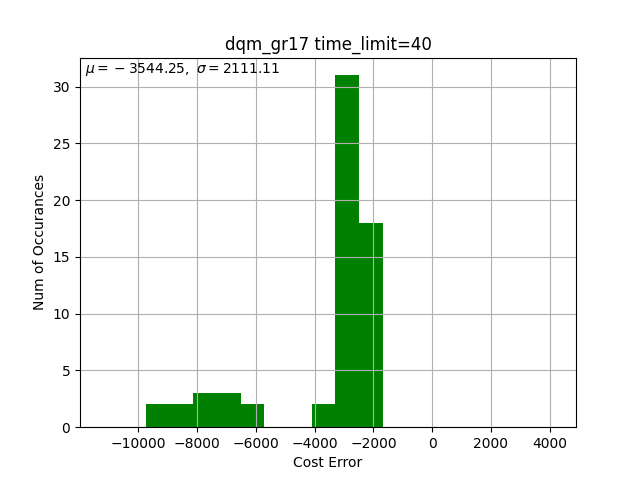 dqm_gr17 time_limit=40
μ = −3544.25, σ = 2111.11
30
25
20
15
10
5
0
Num of Occurances
−10000 −8000 −6000 −4000 −2000 0 2000 4000
Cost Error